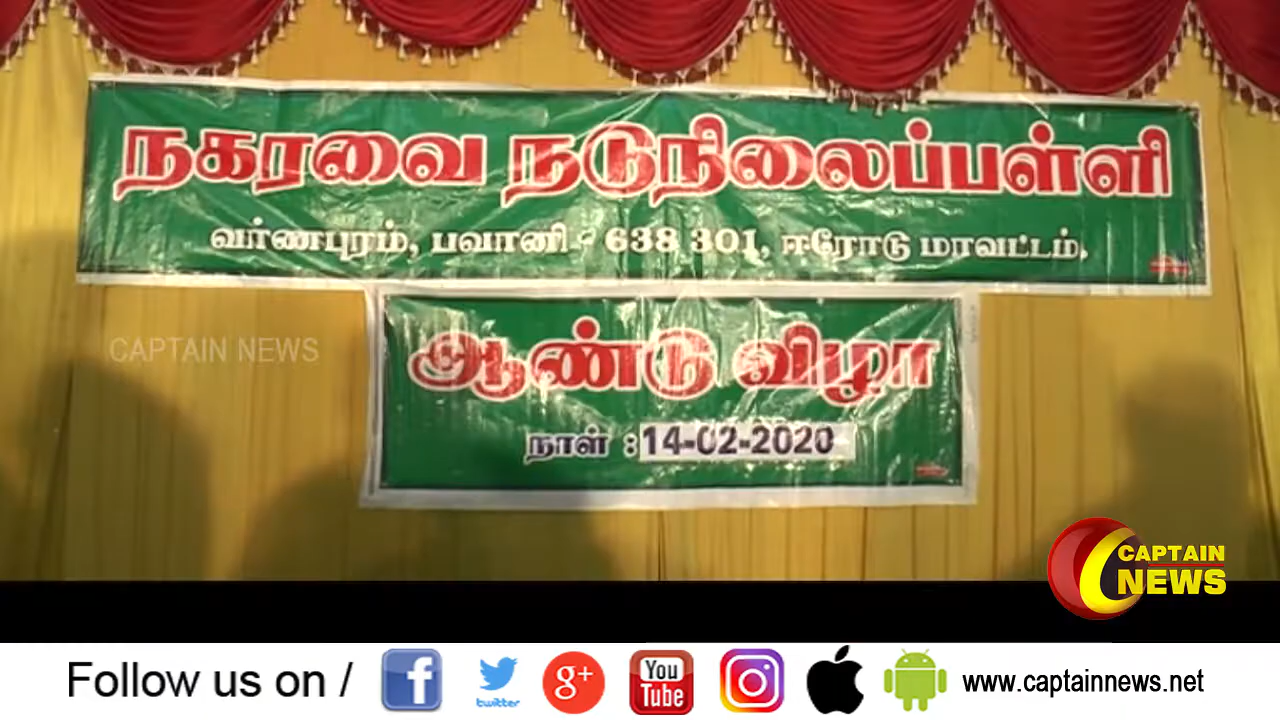 நகரவை நடுநிலைப்பள்ளி
வர்ணபுரம், பவானி - 638 301, ஈரோடு மாவட்டம்.
CAPTAIN NEWS
ஆண்டு விழா
நாள் : 14-02-2020
CAPTAIN
NEWS
Follow us on / twitter g+ You Tube www.captainnews.net